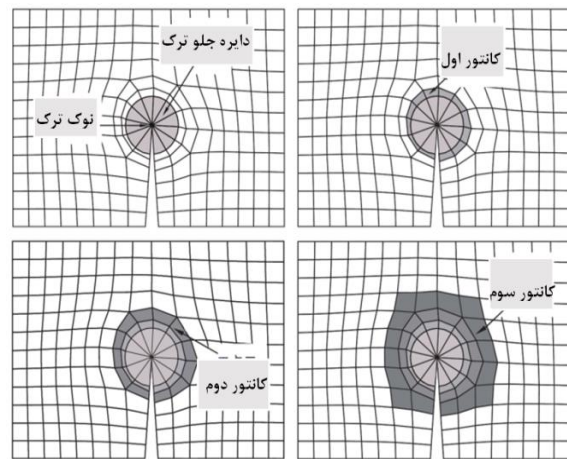 دایره جلو ترک
نوک ترک
کانتور اول
کانتور دوم
کانتور سوم